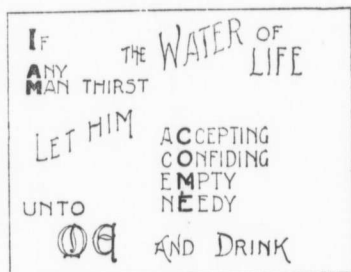 IF
THE WATER OF
LIFE
ANY
MAN THIRST
LET HIM
ACCEPTING
CONFIDING
EMPTY
NEEDY
UNTO
ME AND DRINK